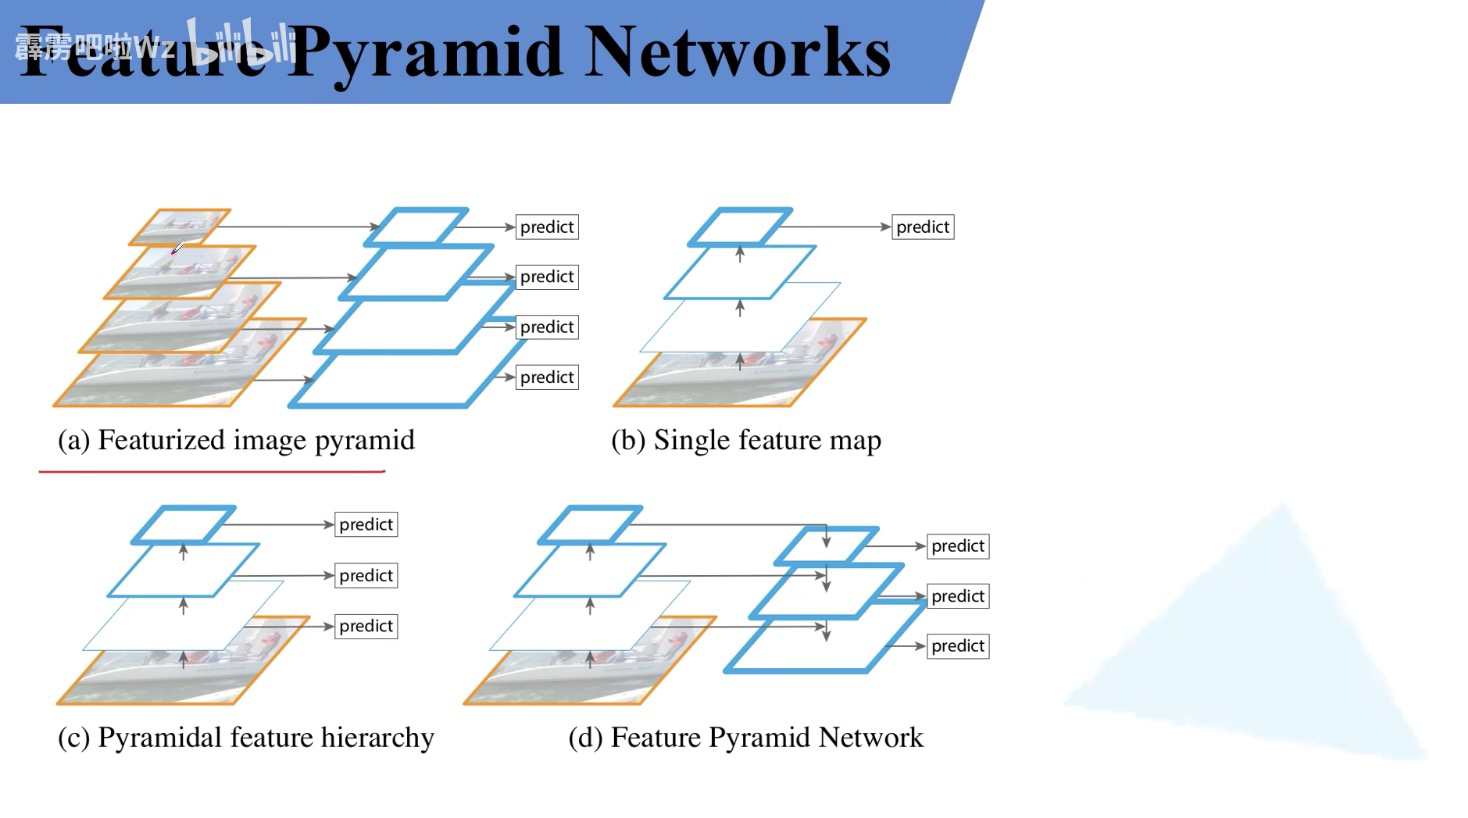 Feature Pyramid Networks
霹雳吧啦Wz bilibili
predict
predict
predict
predict
predict
(a) Featurized image pyramid
(b) Single feature map
predict
predict
predict
predict
predict
predict
(c) Pyramidal feature hierarchy
(d) Feature Pyramid Network